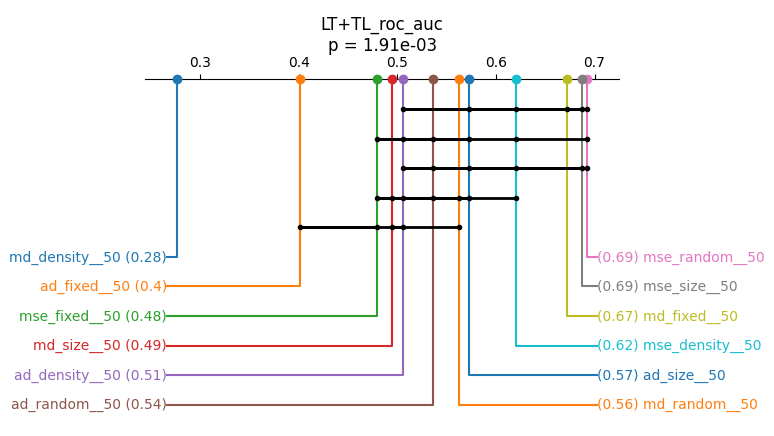 LT+TL_roc_auc
p = 1.91e-03
0.3 0.4 0.5 0.6 0.7
md_density__50 (0.28) (0.69) mse_random__50
ad_fixed__50 (0.4) (0.69) mse_size__50
mse_fixed__50 (0.48) (0.67) md_fixed__50
md_size__50 (0.49) (0.62) mse_density__50
ad_density__50 (0.51) (0.57) ad_size__50
ad_random__50 (0.54) (0.56) md_random__50